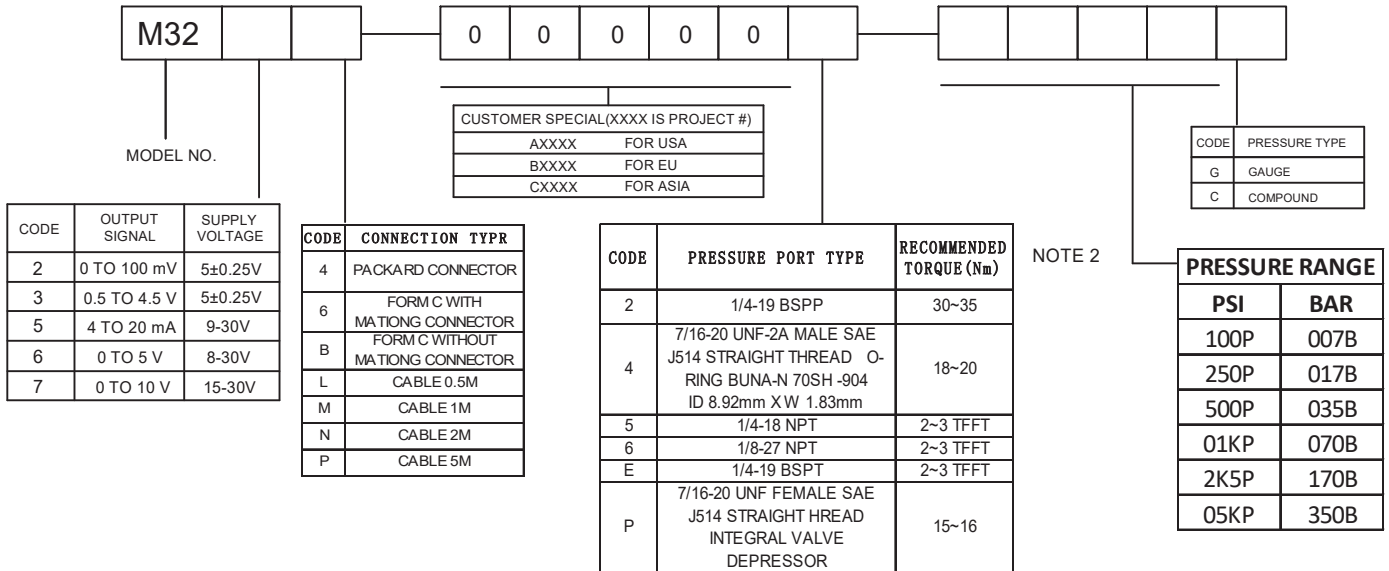 M32
0 0 0 0 0
MODEL NO.
CUSTOMER SPECIAL(XXXX IS PROJECT #)
AXXXX FOR USA
BXXXX FOR EU
CXXXX FOR ASIA
CODE PRESSURE TYPE
G GAUGE
C COMPOUND
CODE OUTPUT SIGNAL SUPPLY VOLTAGE
2 0 TO 100 mV 5±0.25V
3 0.5 TO 4.5 V 5±0.25V
5 4 TO 20 mA 9-30V
6 0 TO 5 V 8-30V
7 0 TO 10 V 15-30V
CODE CONNECTION TYPR
4 PACKARD CONNECTOR
6 FORM C WITH
MATIONG CONNECTOR
B FORM C WITHOUT
MATIONG CONNECTOR
L CABLE 0.5M
M CABLE 1M
N CABLE 2M
P CABLE 5M
CODE PRESSURE PORT TYPE RECOMMENDED TORQUE(Nm)
2 1/4-19 BSPP 30~35
7/16-20 UNF-2A MALE SAE
J514 STRAIGHT THREAD O-
4 RING BUNA-N 70SH -904 18~20
ID 8.92mm X W 1.83mm
5 1/4-18 NPT 2~3 TFFT
6 1/8-27 NPT 2~3 TFFT
E 1/4-19 BSPT 2~3 TFFT
7/16-20 UNF FEMALE SAE
P J514 STRAIGHT HREAD 15~16
INTEGRAL VALVE
DEPRESSOR
NOTE 2
PRESSURE RANGE
PSI BAR
100P 007B
250P 017B
500P 035B
01KP 070B
2K5P 170B
05KP 350B